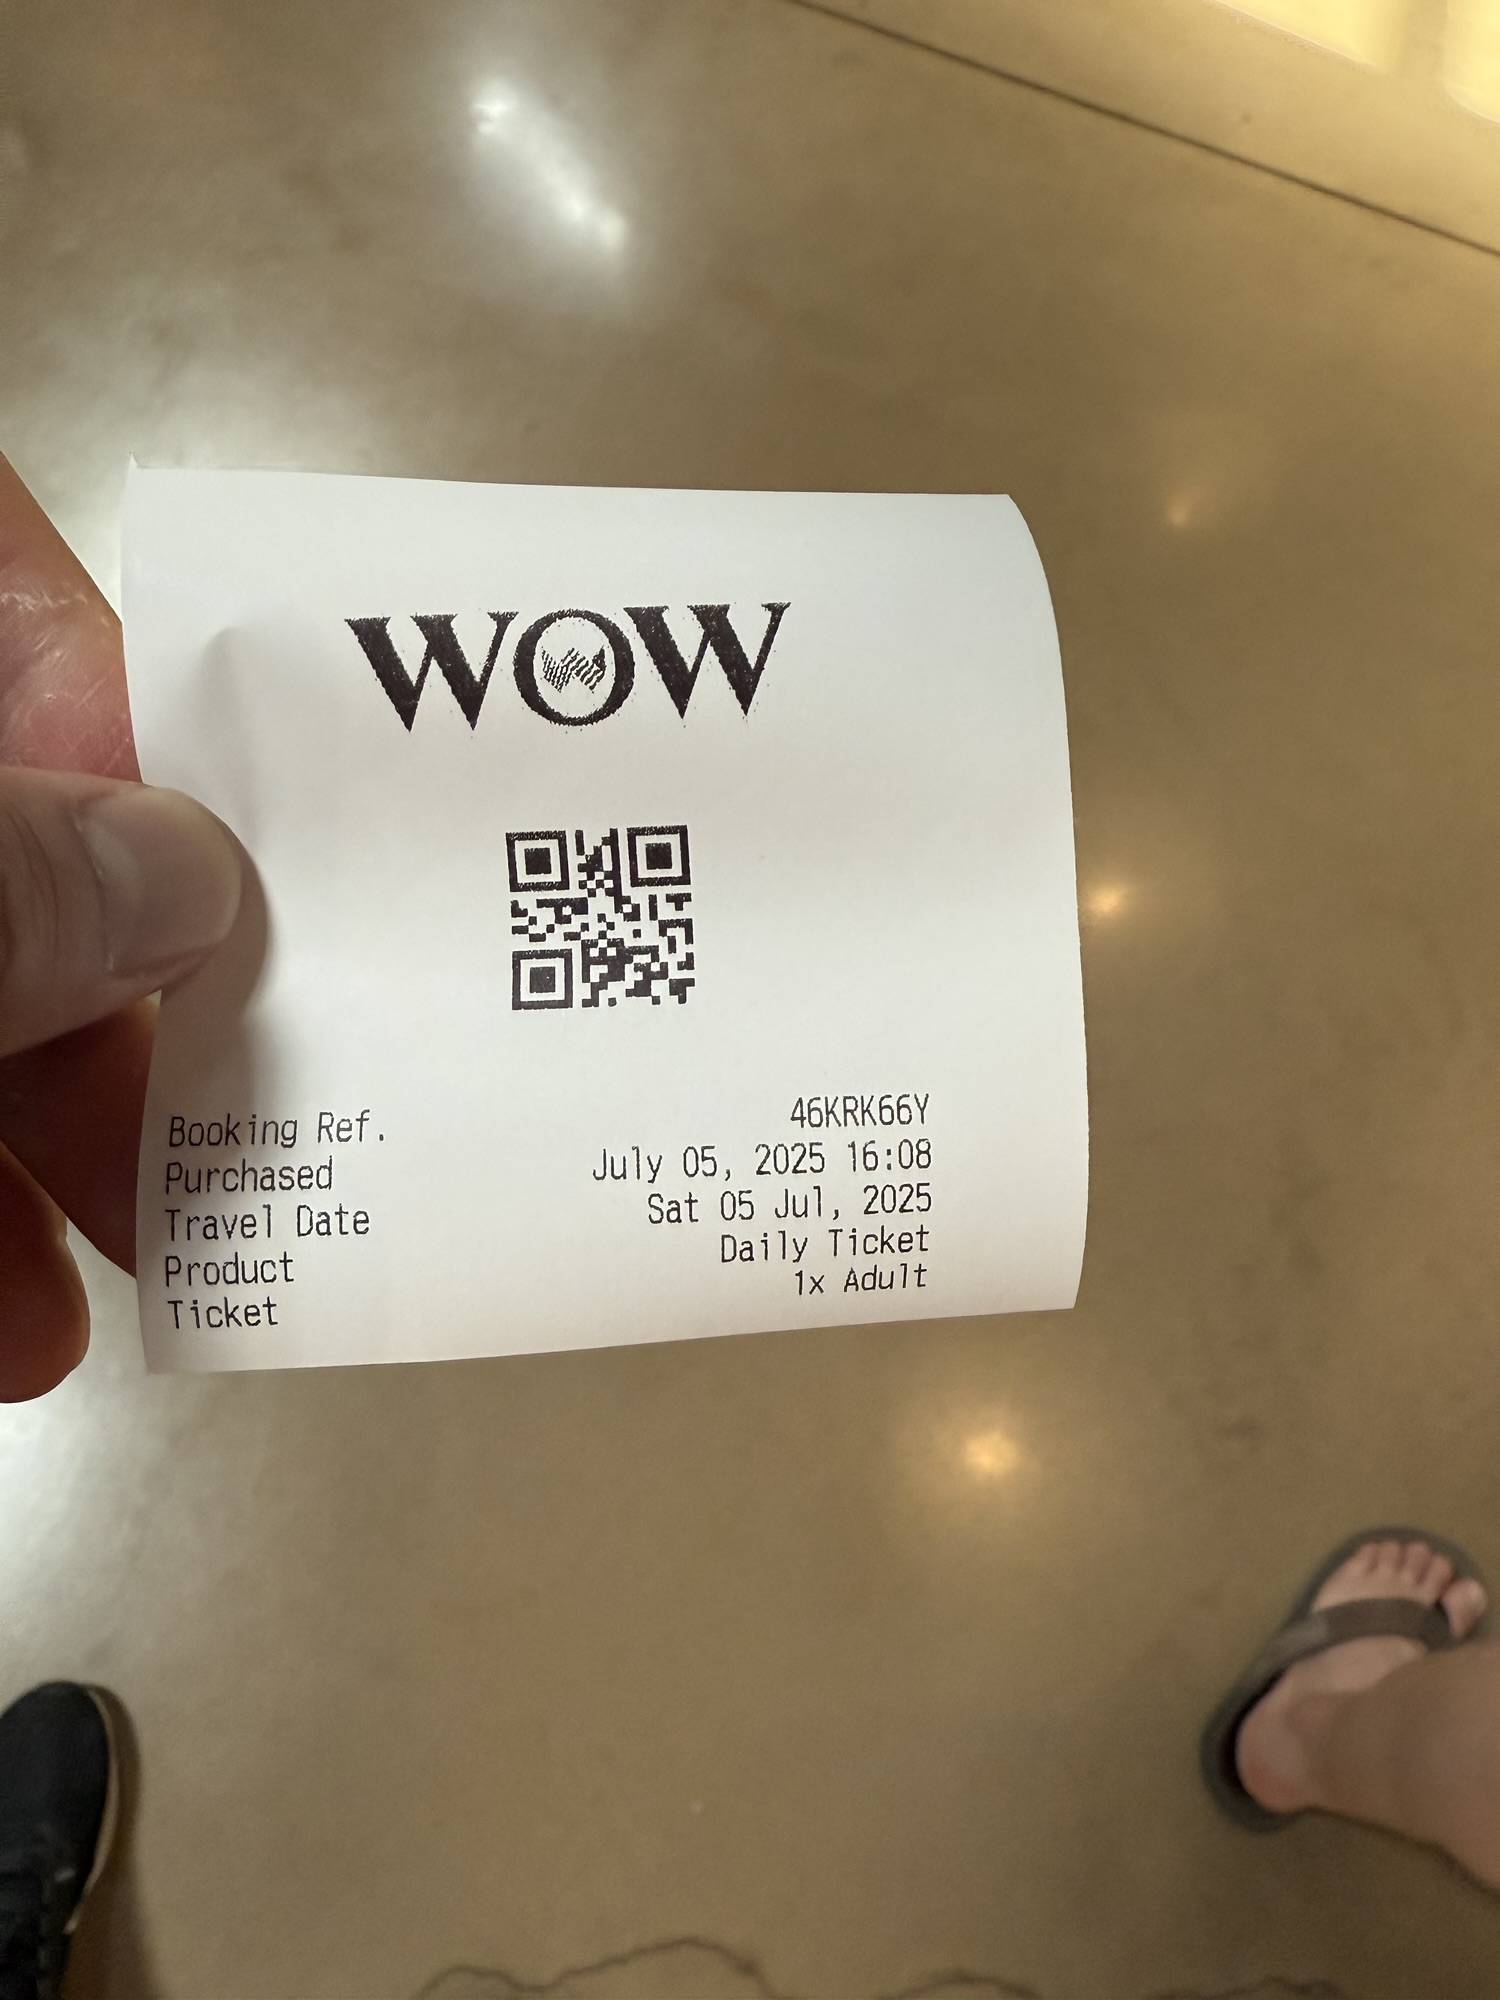 WOW
Booking Ref. 46KRK66Y
Purchased July 05, 2025 16:08
Travel Date Sat 05 Jul, 2025
Product Daily Ticket
Ticket 1x Adult